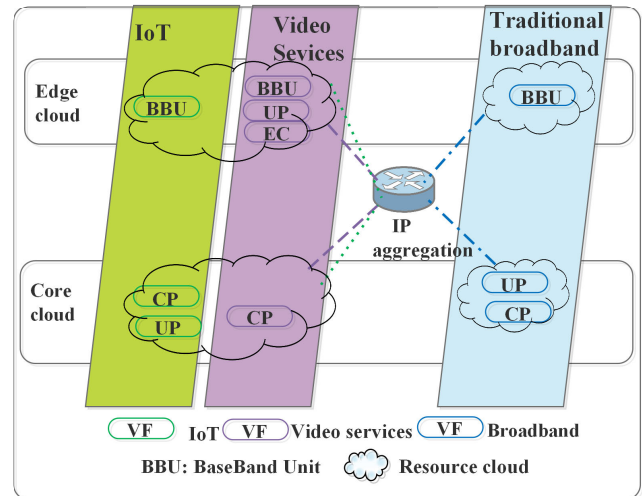 IoT
Video
Sevices
Traditional
broadband
Edge
cloud
BBU
BBU
UP
EC
BBU
IP
aggregation
Core
cloud
CP
UP
CP
UP
CP
VF IoT VF Video services VF Broadband
BBU: BaseBand Unit Resource cloud